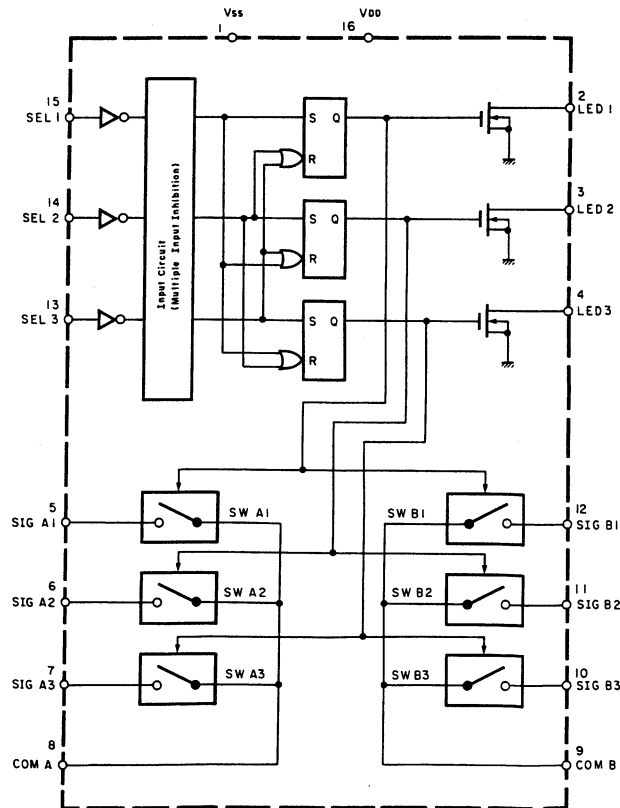 VSS
1
VDD
16
15
SEL 1
14
SEL 2
13
SEL 3
Input Circuit
(Multiple Input Inhibition)
S Q
R
S Q
R
S Q
R
2
LED 1
3
LED2
4
LED3
5
SIG A1
SW A1
SW B1
12
SIG B1
6
SIG A2
SW A2
SW B2
11
SIG B2
7
SIG A3
SW A3
SW B3
10
SIG B3
8
COM A
9
COM B